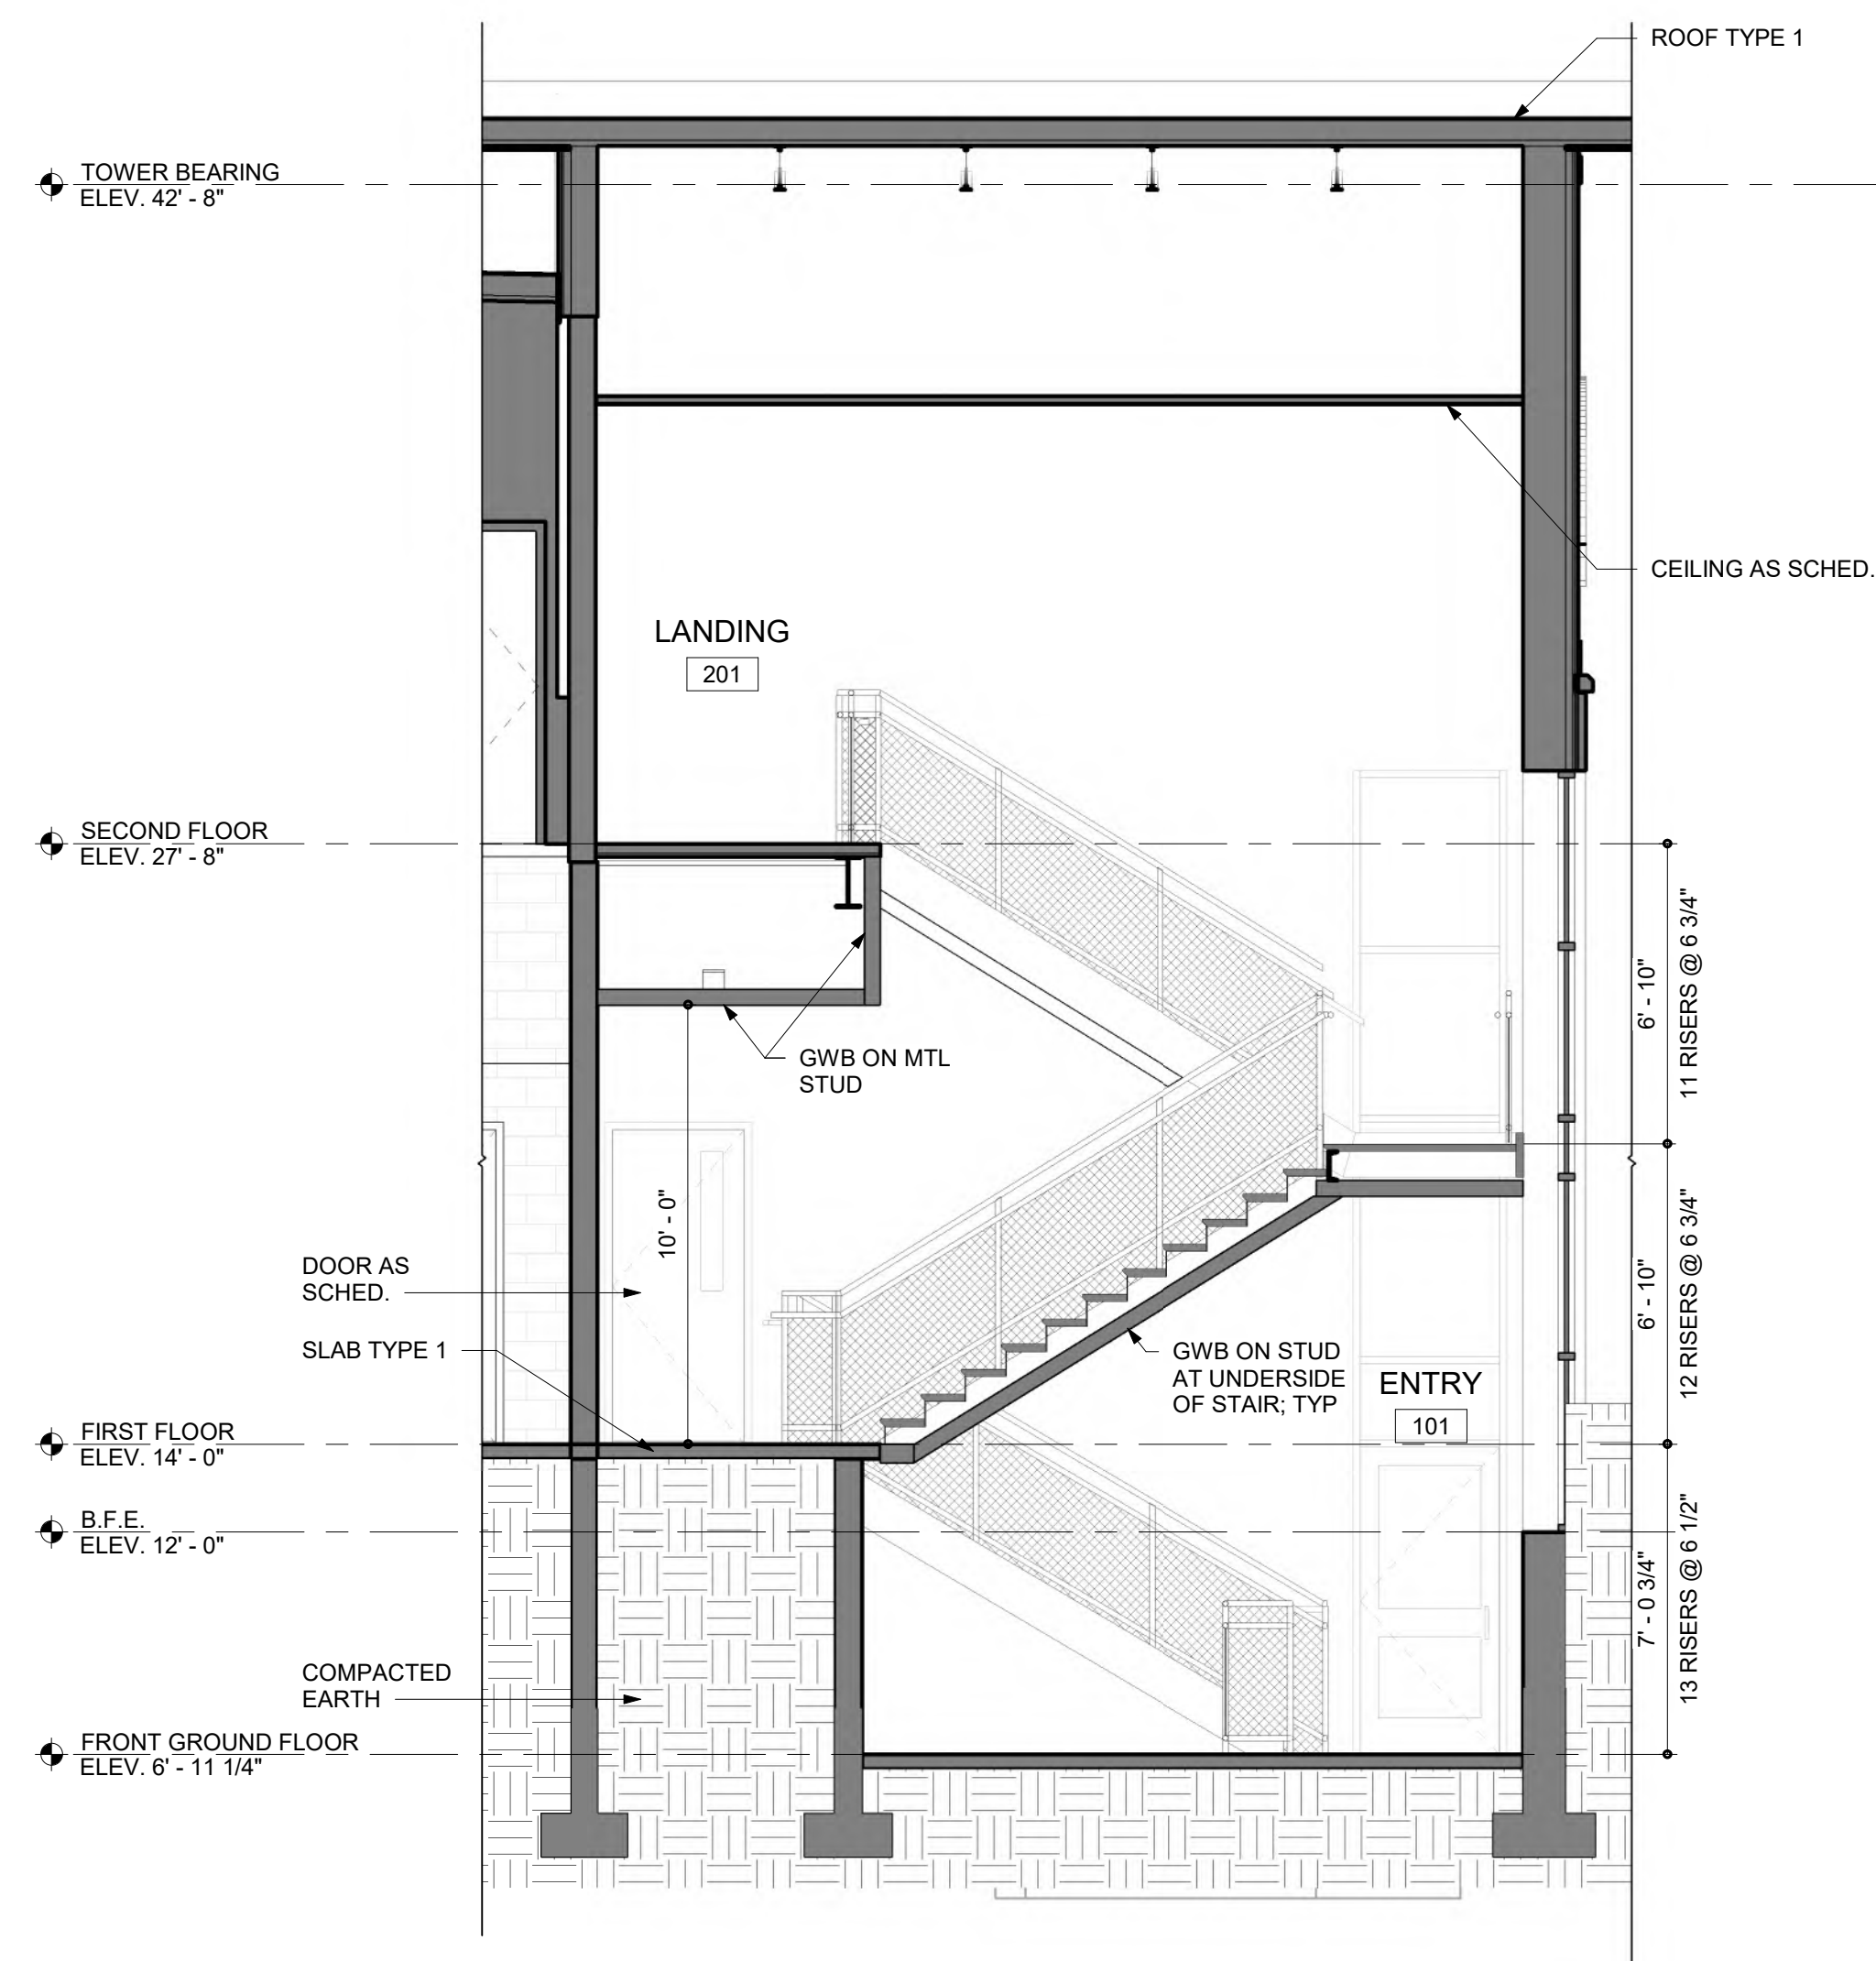 ROOF TYPE 1
TOWER BEARING
ELEV. 42' - 8"
CEILING AS SCHED.
LANDING
201
SECOND FLOOR
ELEV. 27' - 8"
6' - 10"
11 RISERS @ 6 3/4"
GWB ON MTL
STUD
10' - 0"
6' - 10"
12 RISERS @ 6 3/4"
DOOR AS
SCHED.
SLAB TYPE 1
GWB ON STUD
AT UNDERSIDE
OF STAIR; TYP
ENTRY
101
FIRST FLOOR
ELEV. 14' - 0"
B.F.E.
ELEV. 12' - 0"
7' - 0 3/4"
13 RISERS @ 6 1/2"
COMPACTED
EARTH
FRONT GROUND FLOOR
ELEV. 6' - 11 1/4"